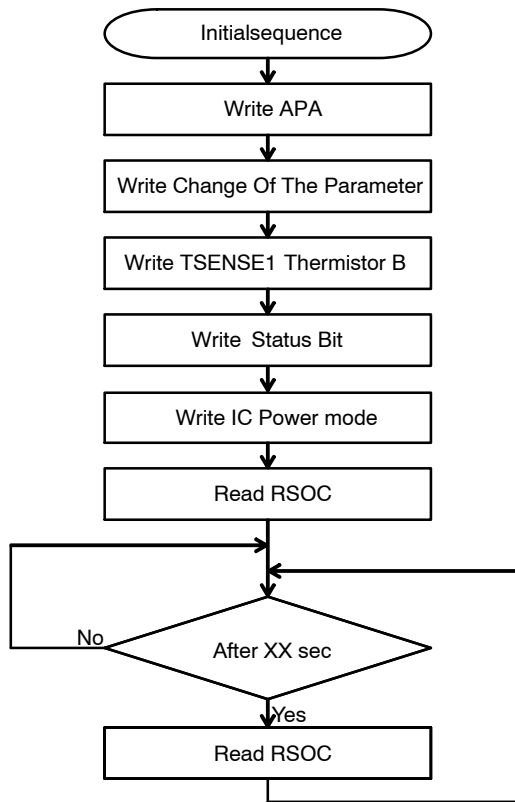 Initialsequence
Write APA
Write Change Of The Parameter
Write TSENSE1 Thermistor B
Write Status Bit
Write IC Power mode
Read RSOC
No
After XX sec
Yes
Read RSOC